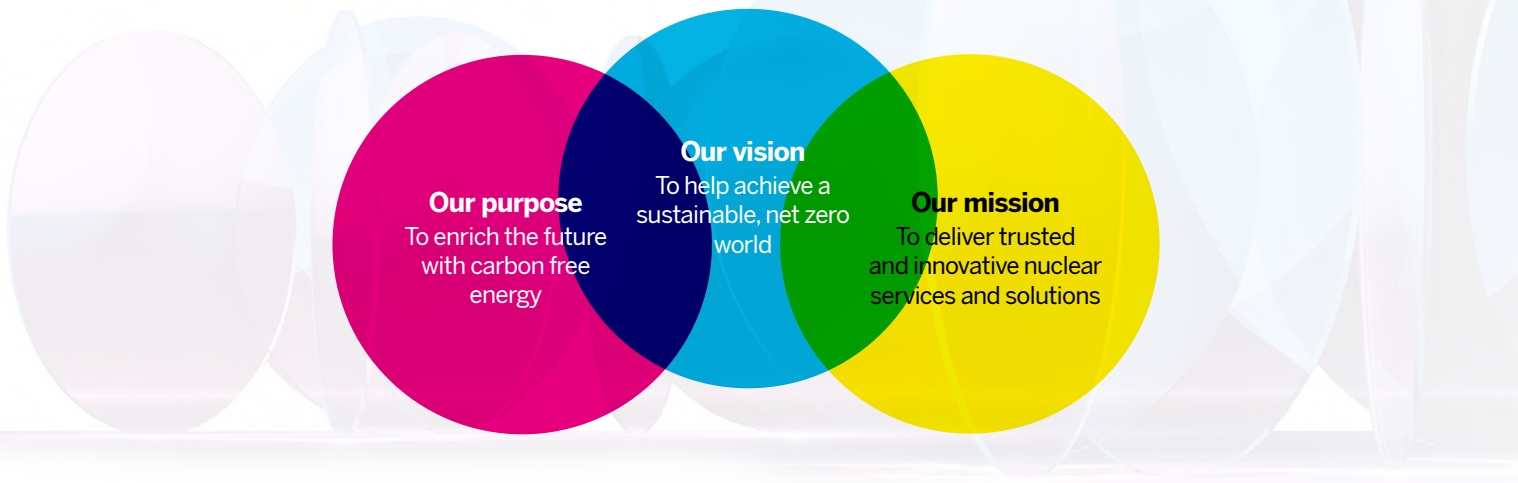 Our purpose
To enrich the future
with carbon free
energy
Our vision
To help achieve a
sustainable, net zero
world
Our mission
To deliver trusted
and innovative nuclear
services and solutions